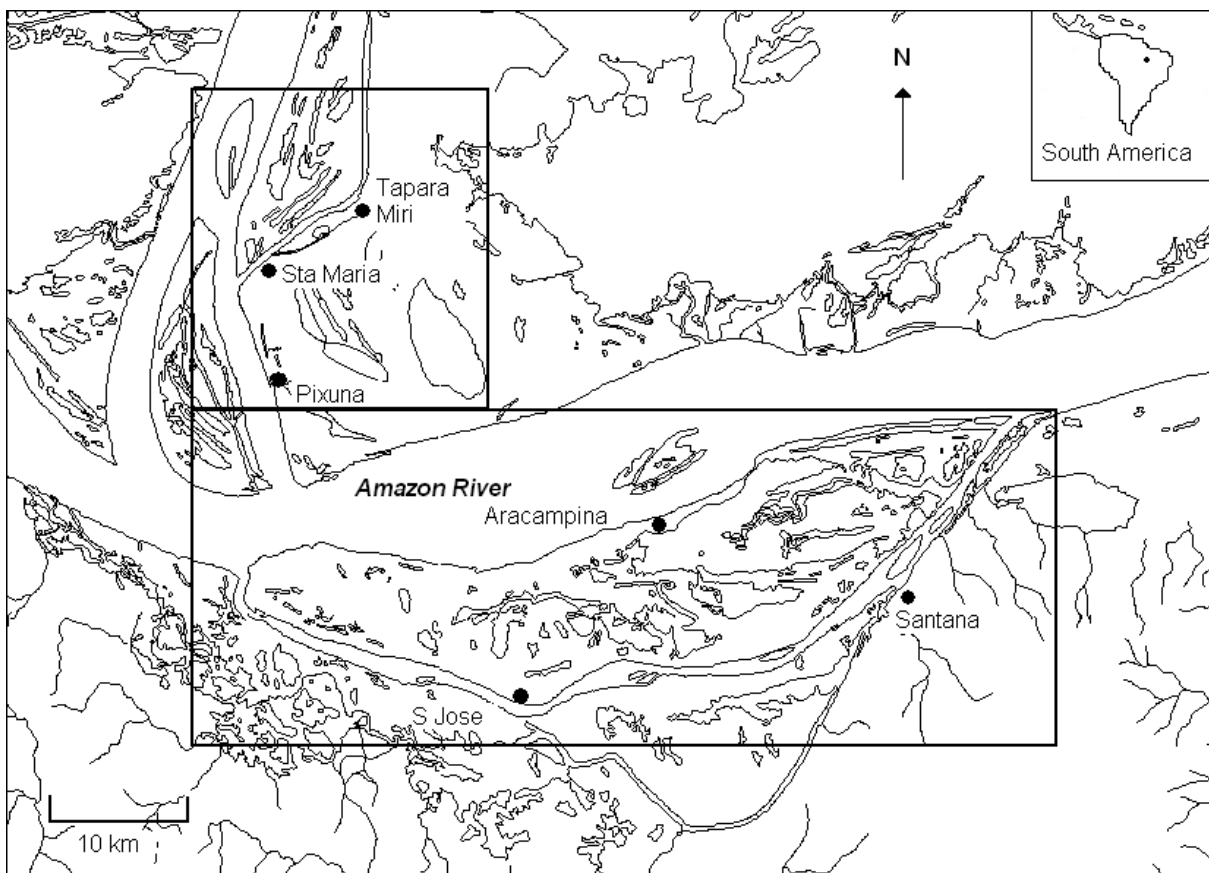 N
South America
Tapara
Miri
Sta Maria
Pixuna
Amazon River
Aracampina
Santana
S Jose
10 km